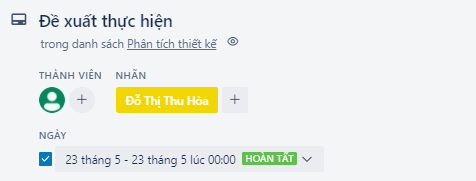 Đề xuất thực hiện
trong danh sách Phân tích thiết kế
THÀNH VIÊN NHÃN
Đỗ Thị Thu Hòa
NGÀY
23 tháng 5 - 23 tháng 5 lúc 00:00 HOÀN TẤT